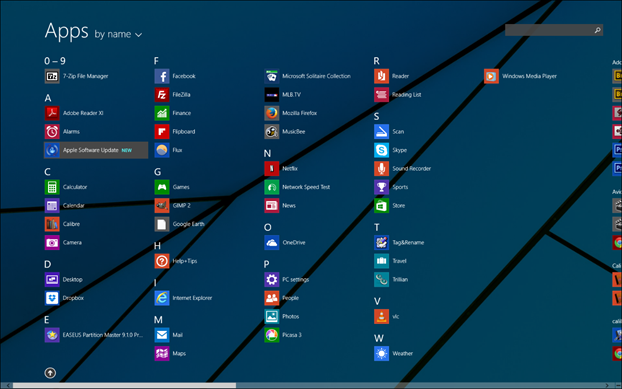 Apps by name
0 – 9
7-Zip File Manager
A
Adobe Reader XI
Alarms
Apple Software Update NEW
C
Calculator
Calendar
Calibre
Camera
D
Desktop
Dropbox
E
EASEUS Partition Master 9.1.0 Pr...
F
Facebook
FileZilla
Finance
Flipboard
Flux
G
Games
GIMP 2
Google Earth
H
Help+Tips
I
Internet Explorer
M
Mail
Maps
Microsoft Solitaire Collection
MLB.TV
Mozilla Firefox
MusicBee
N
Netflix
Network Speed Test
News
O
OneDrive
P
PC settings
People
Photos
Picasa 3
R
Reader
Reading List
S
Scan
Skype
Sound Recorder
Sports
Store
T
Tag&Rename
Travel
Trillian
V
vlc
W
Weather
Windows Media Player
Ado
Avid
Cali
calib